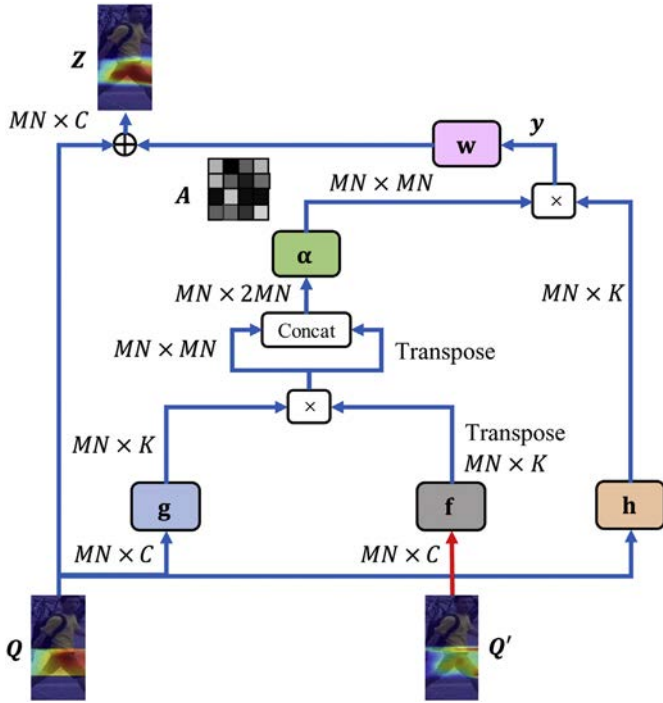 Z
MN × C
w
y
MN × MN
×
A
α
MN × 2MN
MN × K
Concat
MN × MN
Transpose
×
Transpose
MN × K
MN × K
g
f
h
MN × C
MN × C
Q
Q′